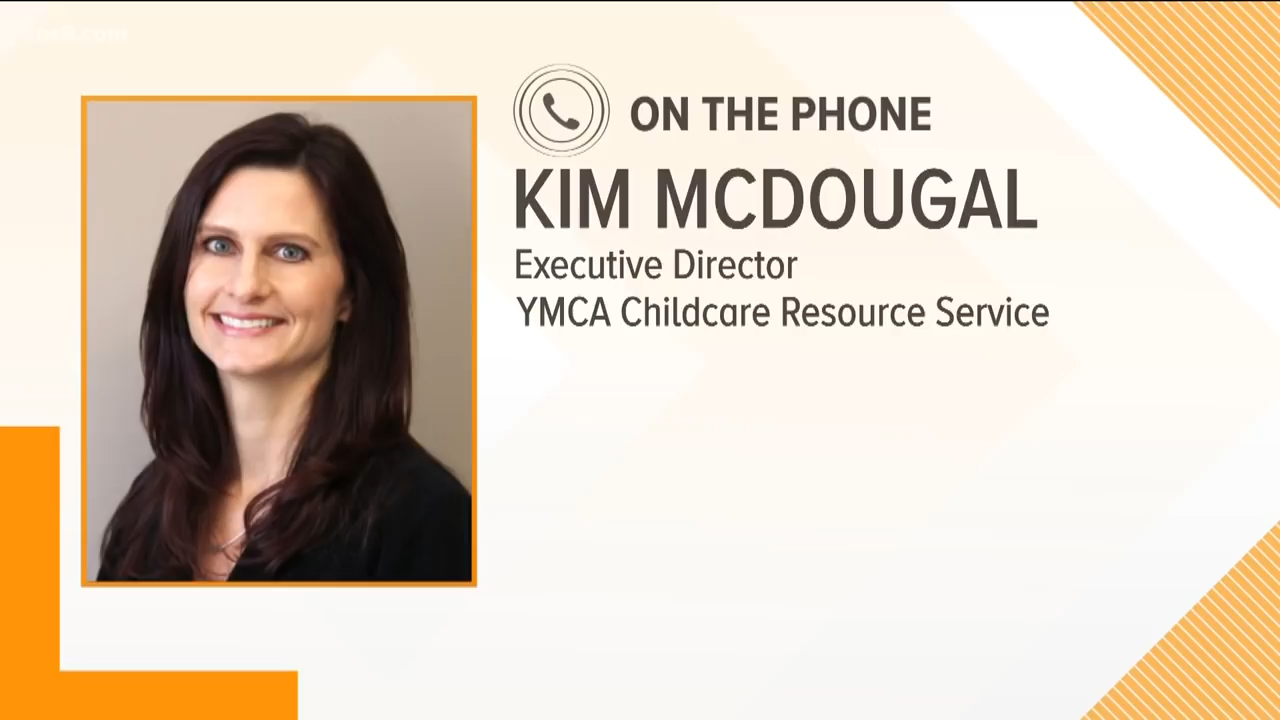 ON THE PHONE
KIM MCDOUGAL
Executive Director
YMCA Childcare Resource Service